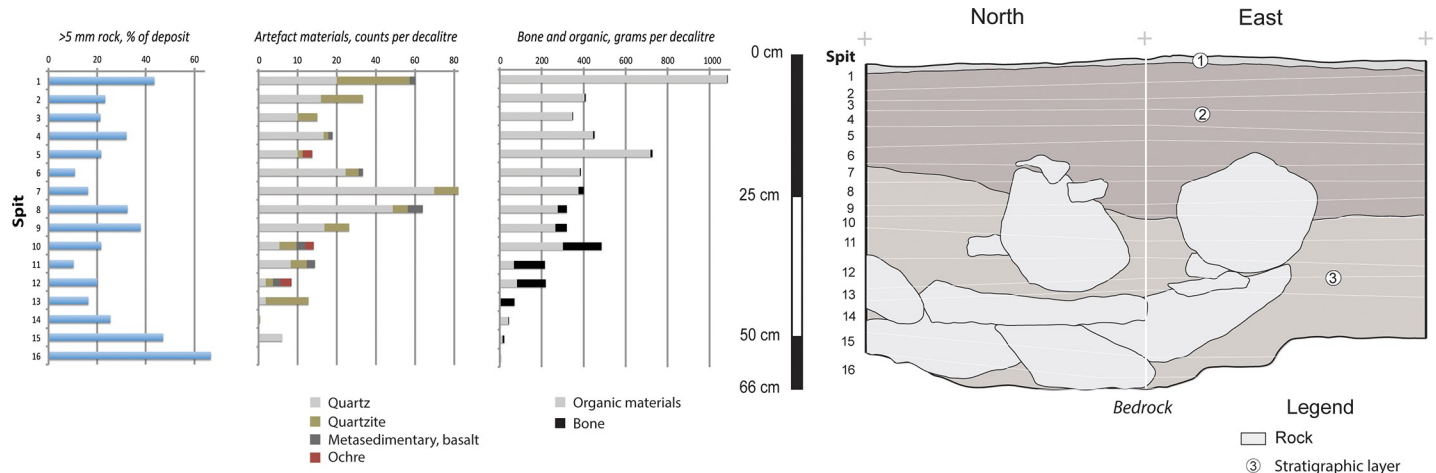 >5 mm rock, % of deposit
0 20 40 60
Spit
1
2
3
4
5
6
7
8
9
10
11
12
13
14
15
16
Artefact materials, counts per decalitre
0 10 20 30 40 50 60 70 80
Quartz
Quartzite
Metasedimentary, basalt
Ochre
Bone and organic, grams per decalitre
0 200 400 600 800 1000
Organic materials
Bone
0 cm
25 cm
50 cm
66 cm
North East
Spit
1
2
3
4
5
6
7
8
9
10
11
12
13
14
15
16
1
2
3
Bedrock
Legend
Rock
3 Stratigraphic layer